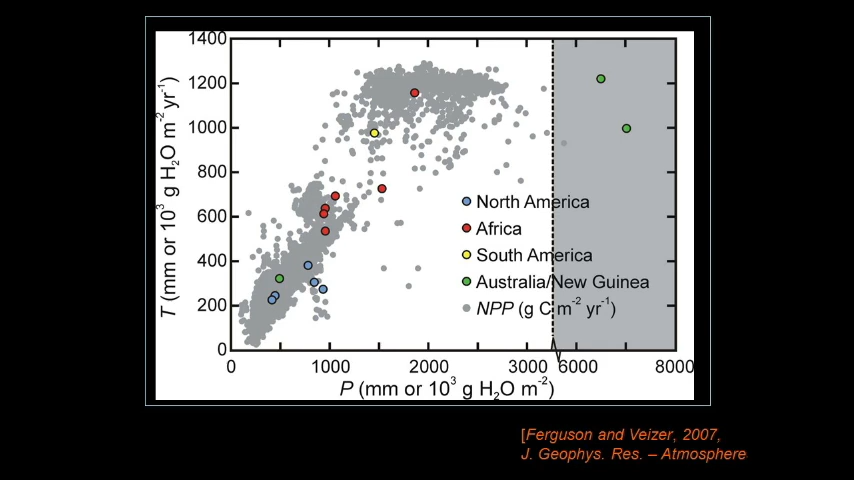 1400
1200
1000
800
600
400
200
0
T (mm or 10³ g H₂O m⁻² yr⁻¹)
North America
Africa
South America
Australia/New Guinea
NPP (g C m⁻² yr⁻¹)
0 1000 2000 3000 6000 8000
P (mm or 10³ g H₂O m⁻²)
[Ferguson and Veizer, 2007,
J. Geophys. Res. – Atmosphere